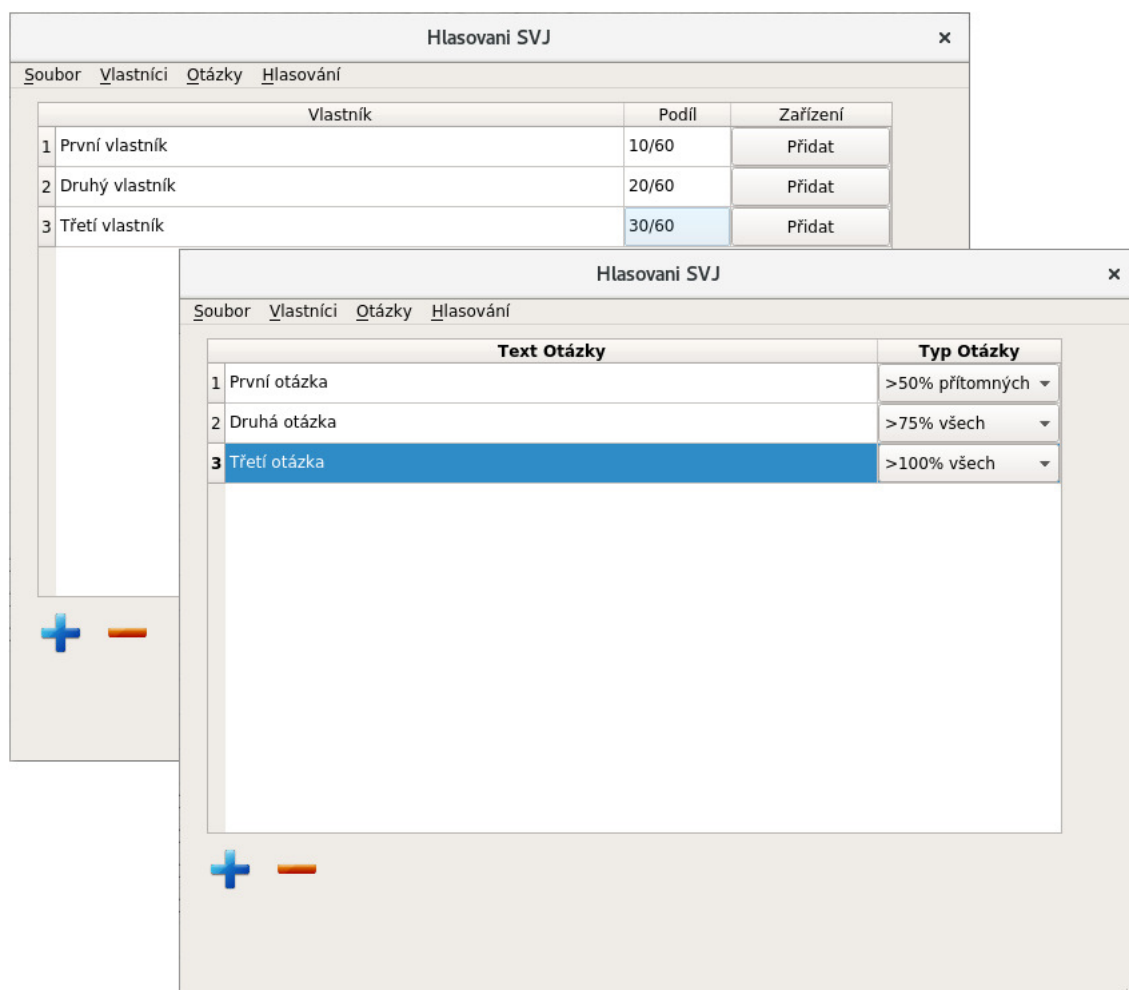 Hlasovani SVJ ×
Soubor Vlastníci Otázky Hlasování
Vlastník Podíl Zařízení
1 První vlastník 10/60 Přidat
2 Druhý vlastník 20/60 Přidat
3 Třetí vlastník 30/60 Přidat
Hlasovani SVJ ×
Soubor Vlastníci Otázky Hlasování
Text Otázky Typ Otázky
1 První otázka >50% přítomných
2 Druhá otázka >75% všech
3 Třetí otázka >100% všech